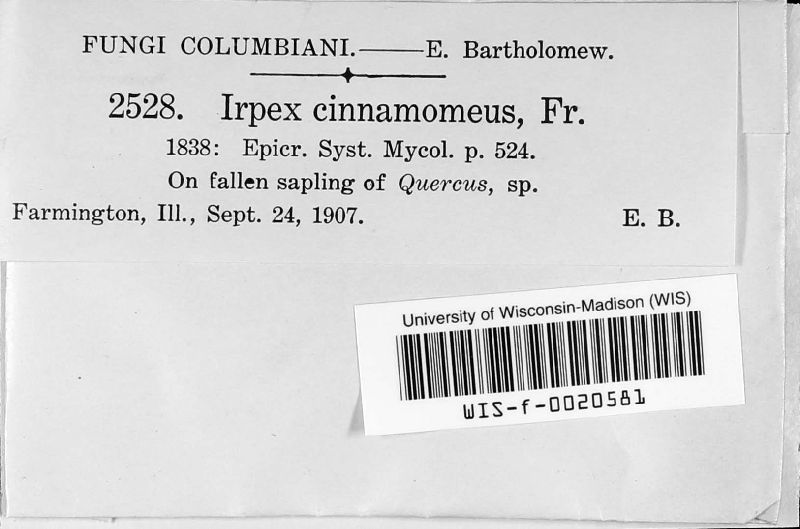 FUNGI COLUMBIANI.——E. Bartholomew.
2528. Irpex cinnamomeus, Fr.
1838: Epicr. Syst. Mycol. p. 524.
On fallen sapling of Quercus, sp.
Farmington, Ill., Sept. 24, 1907. E. B.
University of Wisconsin-Madison (WIS)
WIS-f-0020581